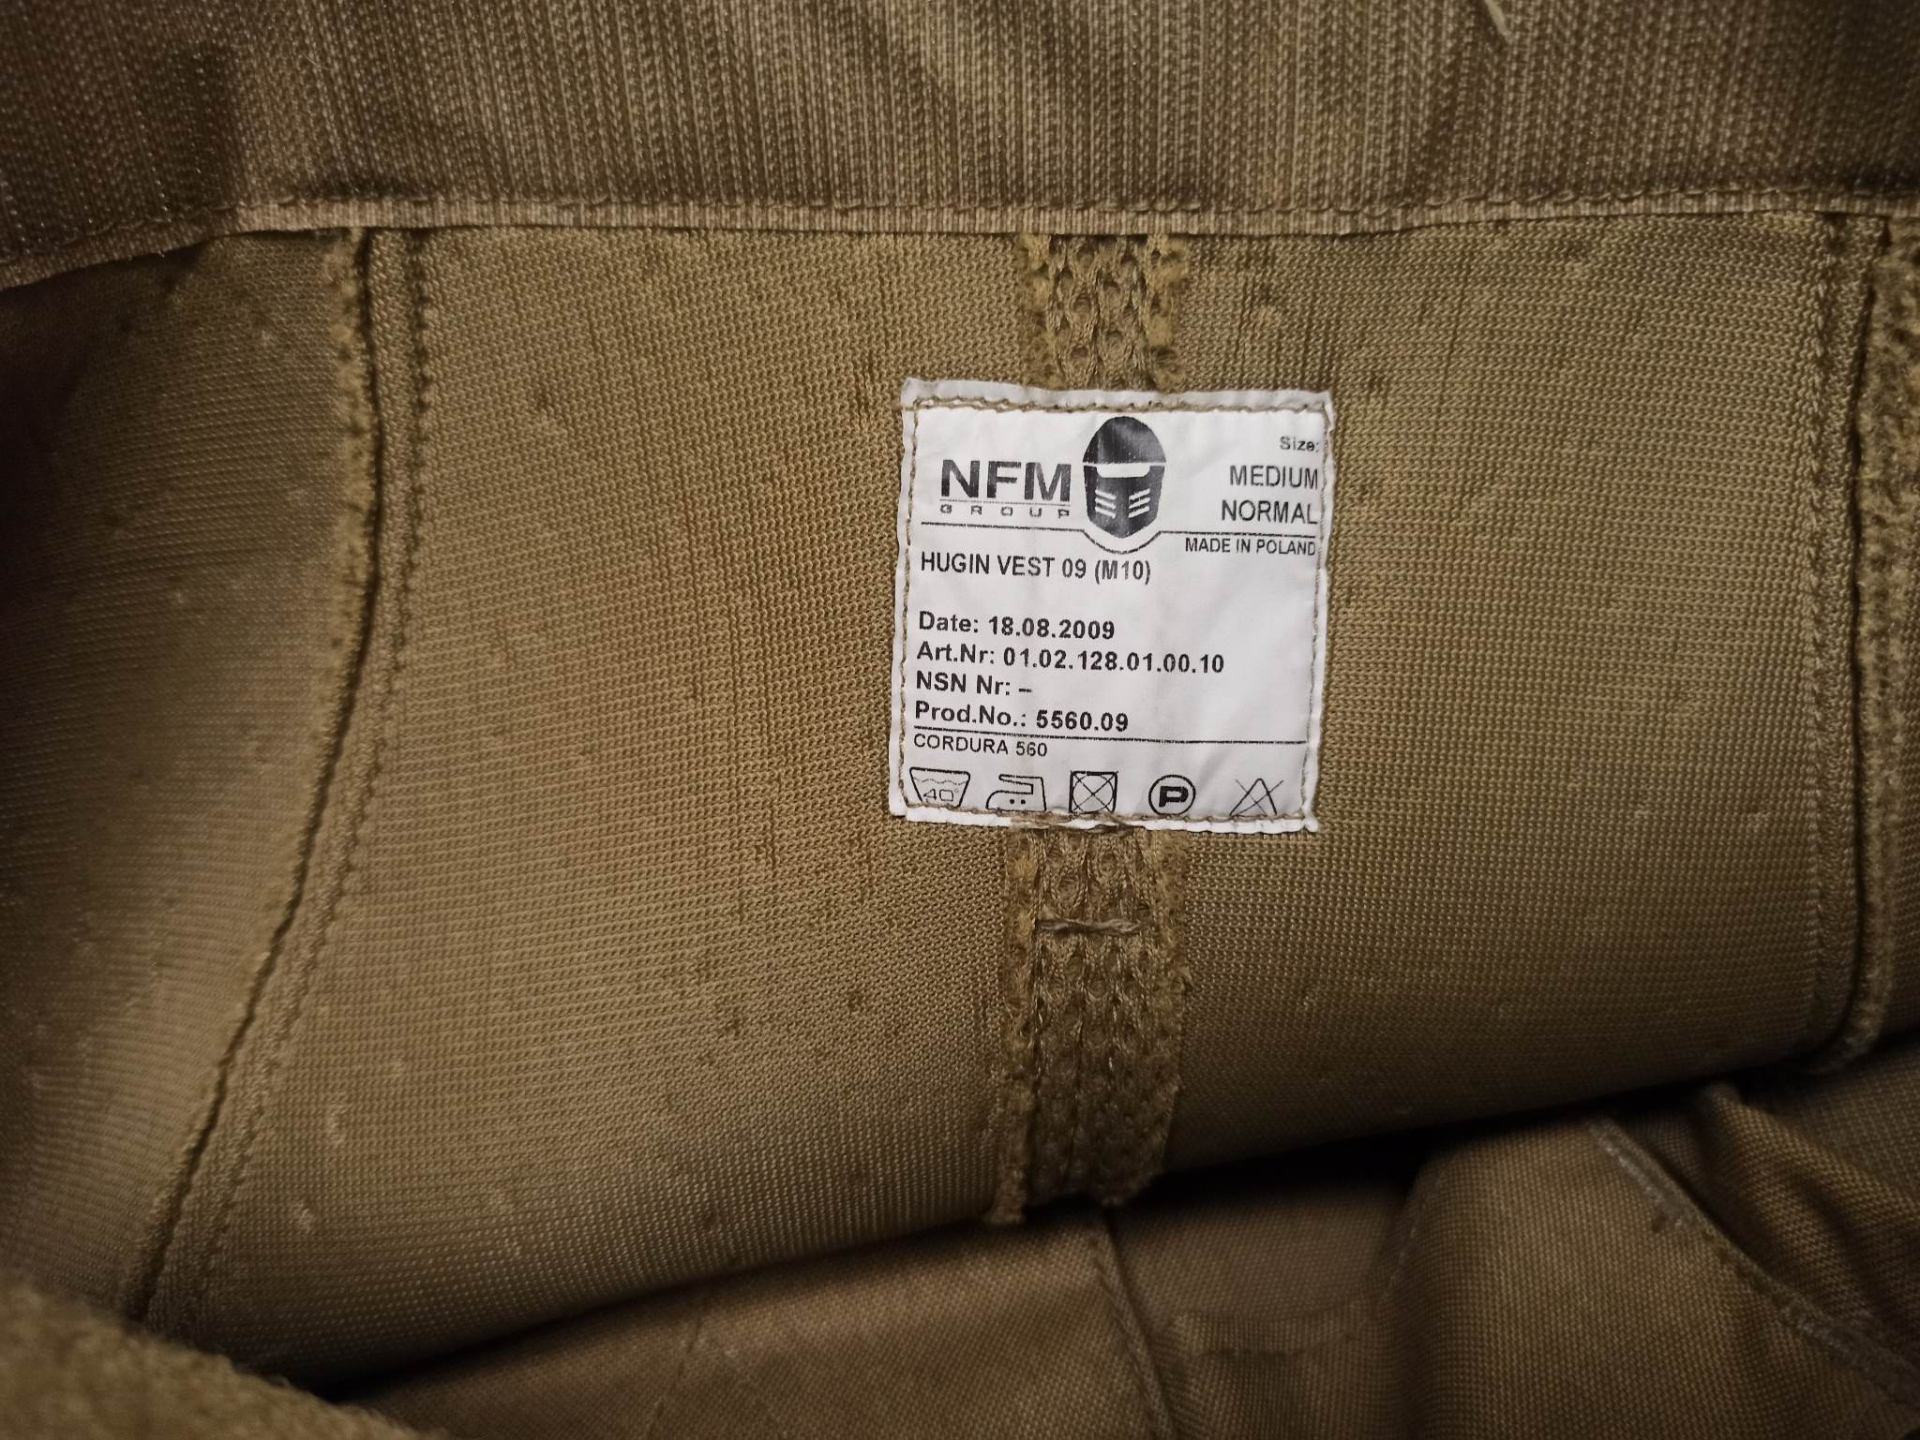 NFM
GROUP
Size:
MEDIUM
NORMAL
MADE IN POLAND
HUGIN VEST 09 (M10)
Date: 18.08.2009
Art.Nr: 01.02.128.01.00.10
NSN Nr: –
Prod.No.: 5560.09
CORDURA 560
40° P